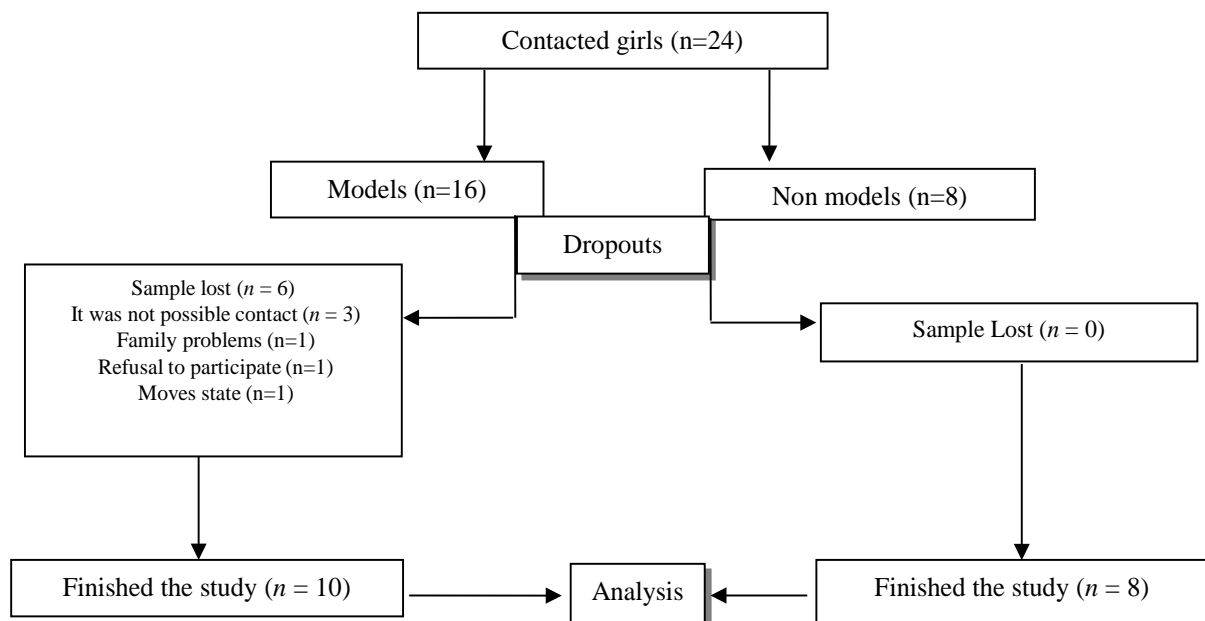 Contacted girls (n=24)
Models (n=16)
Non models (n=8)
Dropouts
Sample lost (n = 6)
It was not possible contact (n = 3)
Family problems (n=1)
Refusal to participate (n=1)
Moves state (n=1)
Sample Lost (n = 0)
Finished the study (n = 10)
Analysis
Finished the study (n = 8)